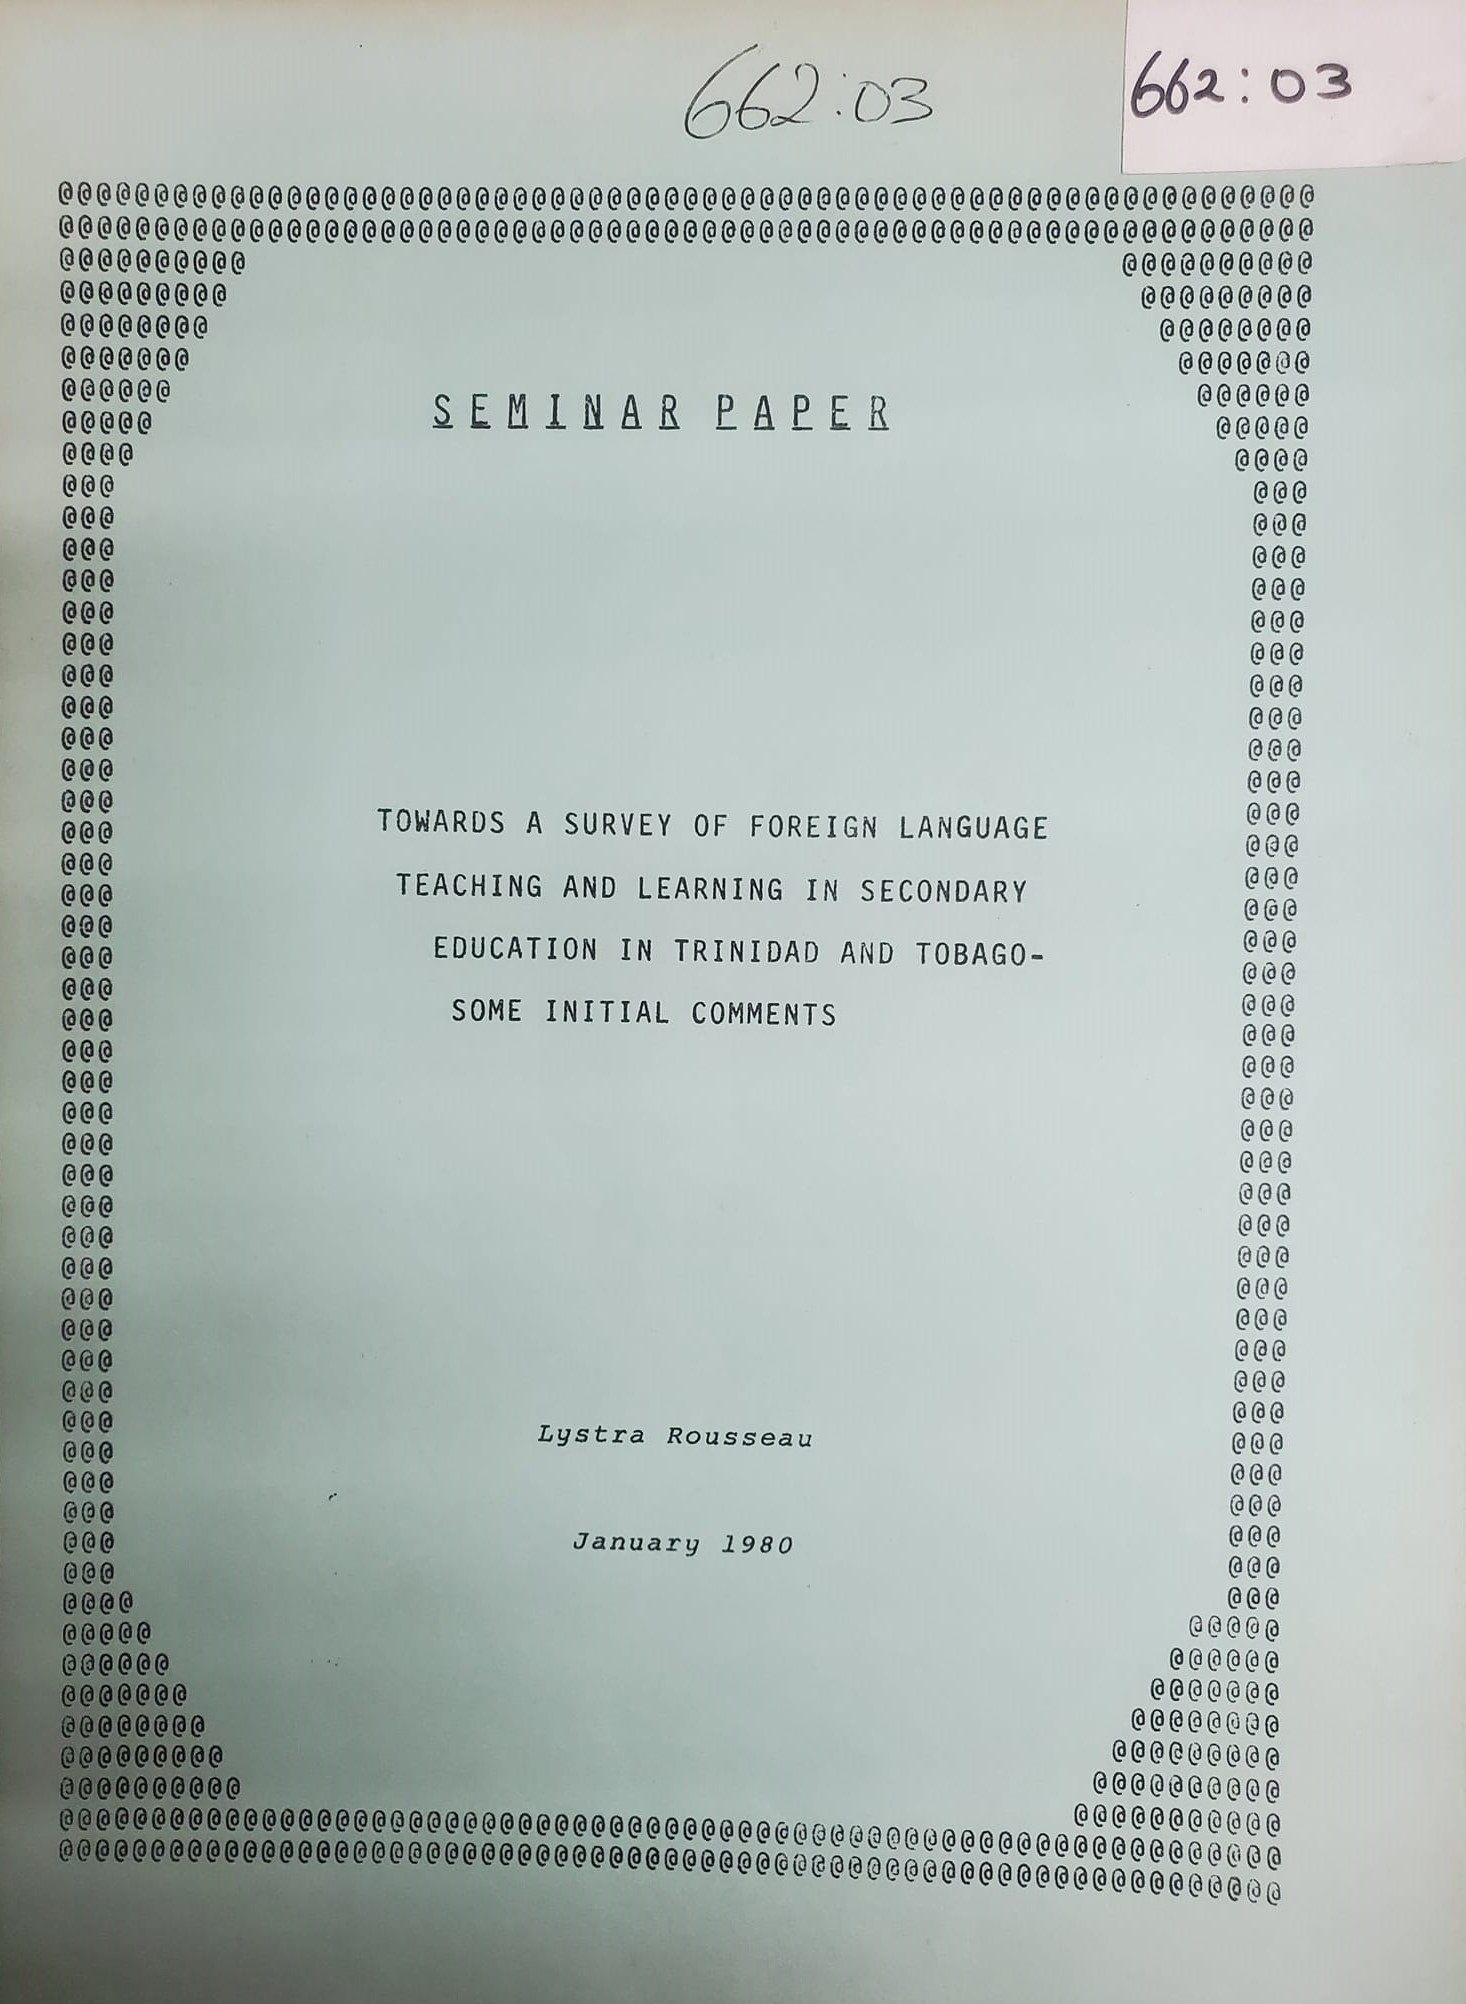 662:03
662:03
SEMINAR PAPER
TOWARDS A SURVEY OF FOREIGN LANGUAGE
TEACHING AND LEARNING IN SECONDARY
EDUCATION IN TRINIDAD AND TOBAGO-
SOME INITIAL COMMENTS
Lystra Rousseau
January 1980